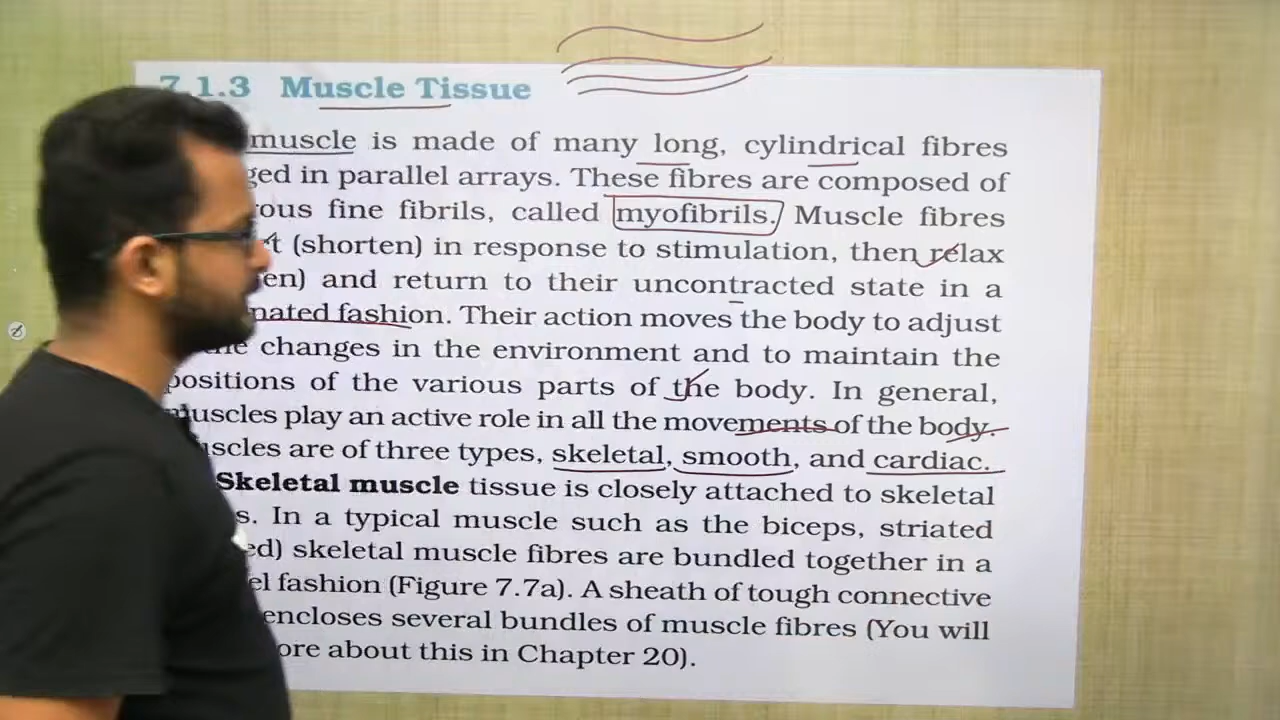 7.1.3 Muscle Tissue
muscle is made of many long, cylindrical fibres
in parallel arrays. These fibres are composed of
fine fibrils, called myofibrils. Muscle fibres
(shorten) in response to stimulation, then relax
and return to their uncontracted state in a
fashion. Their action moves the body to adjust
changes in the environment and to maintain the
positions of the various parts of the body. In general,
muscles play an active role in all the movements of the body.
are of three types, skeletal, smooth, and cardiac.
Skeletal muscle tissue is closely attached to skeletal
In a typical muscle such as the biceps, striated
skeletal muscle fibres are bundled together in a
fashion (Figure 7.7a). A sheath of tough connective
encloses several bundles of muscle fibres (You will
about this in Chapter 20).